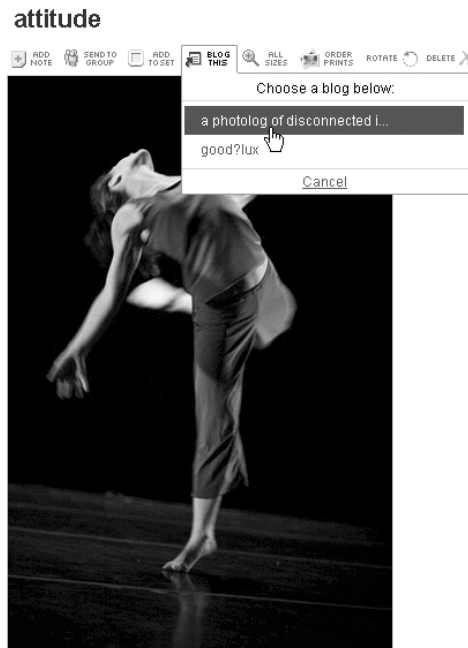 attitude
ADD NOTE SEND TO GROUP ADD TO SET BLOG THIS ALL SIZES ORDER PRINTS ROTATE DELETE
Choose a blog below:
a photolog of disconnected i...
good?lux
Cancel